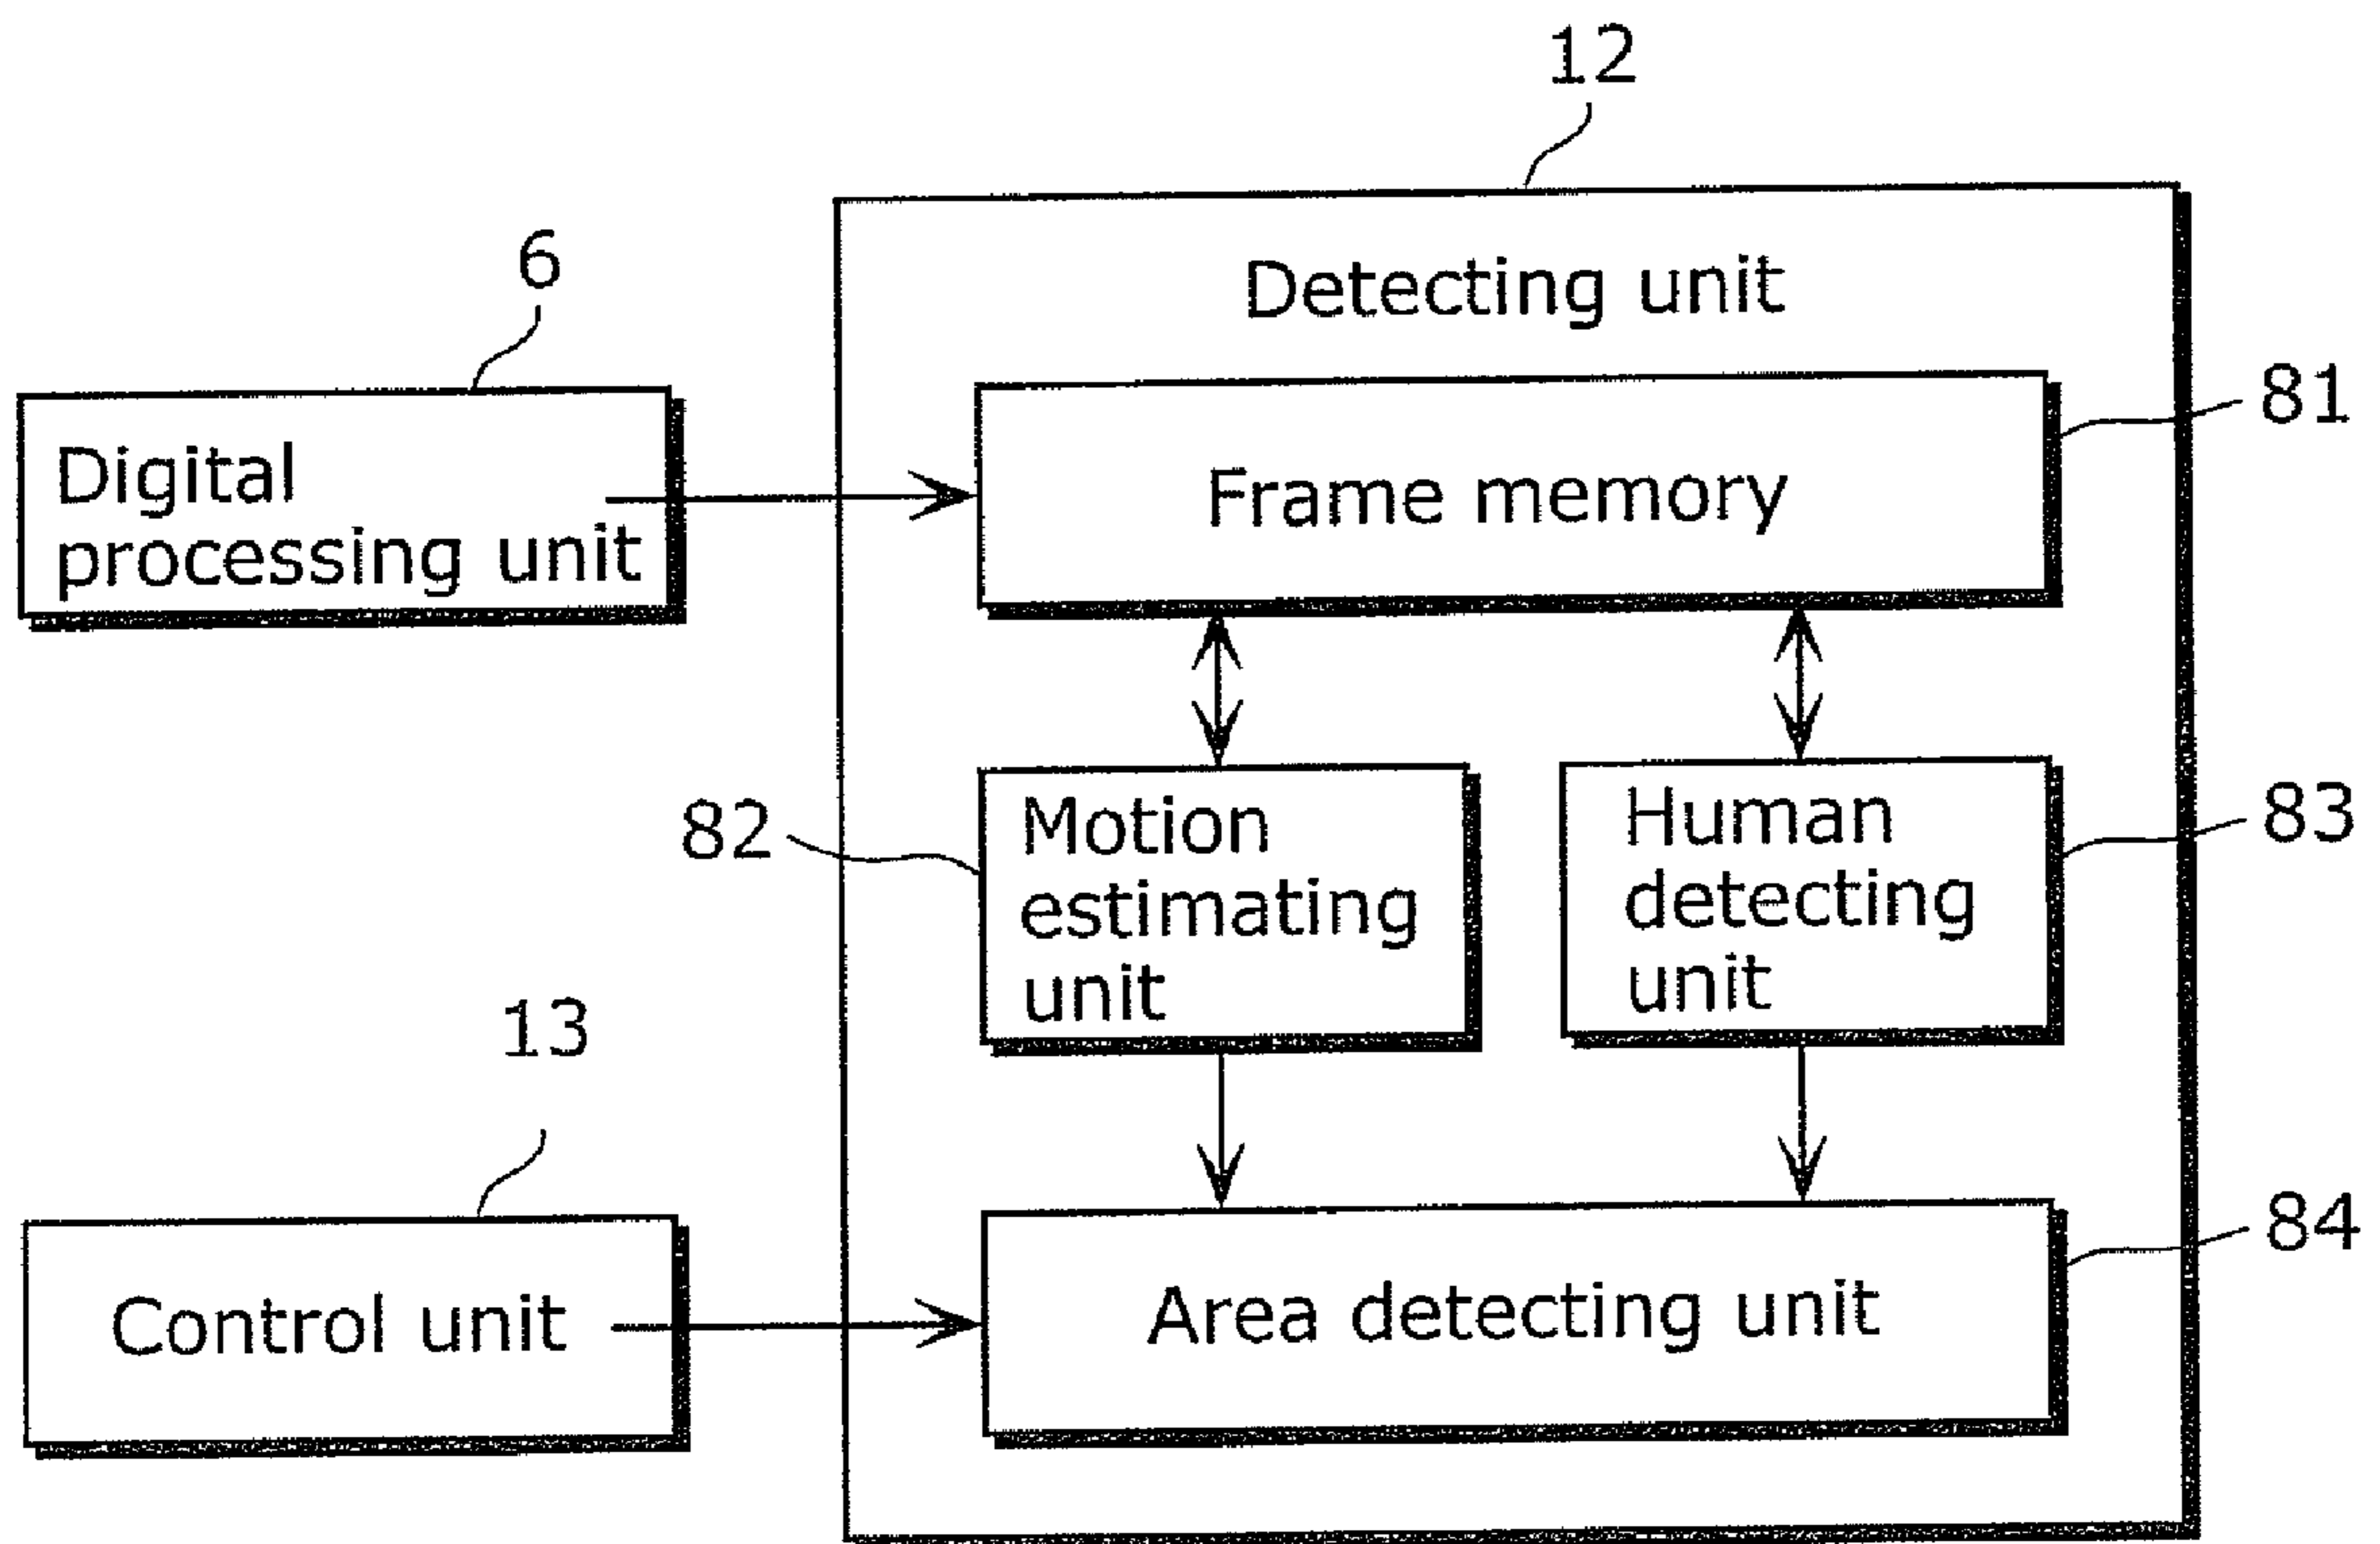 12
6
Detecting unit
81
Digital
processing unit
Frame memory
82
Motion
estimating
unit
Human
detecting
unit
83
13
84
Control unit
Area detecting unit